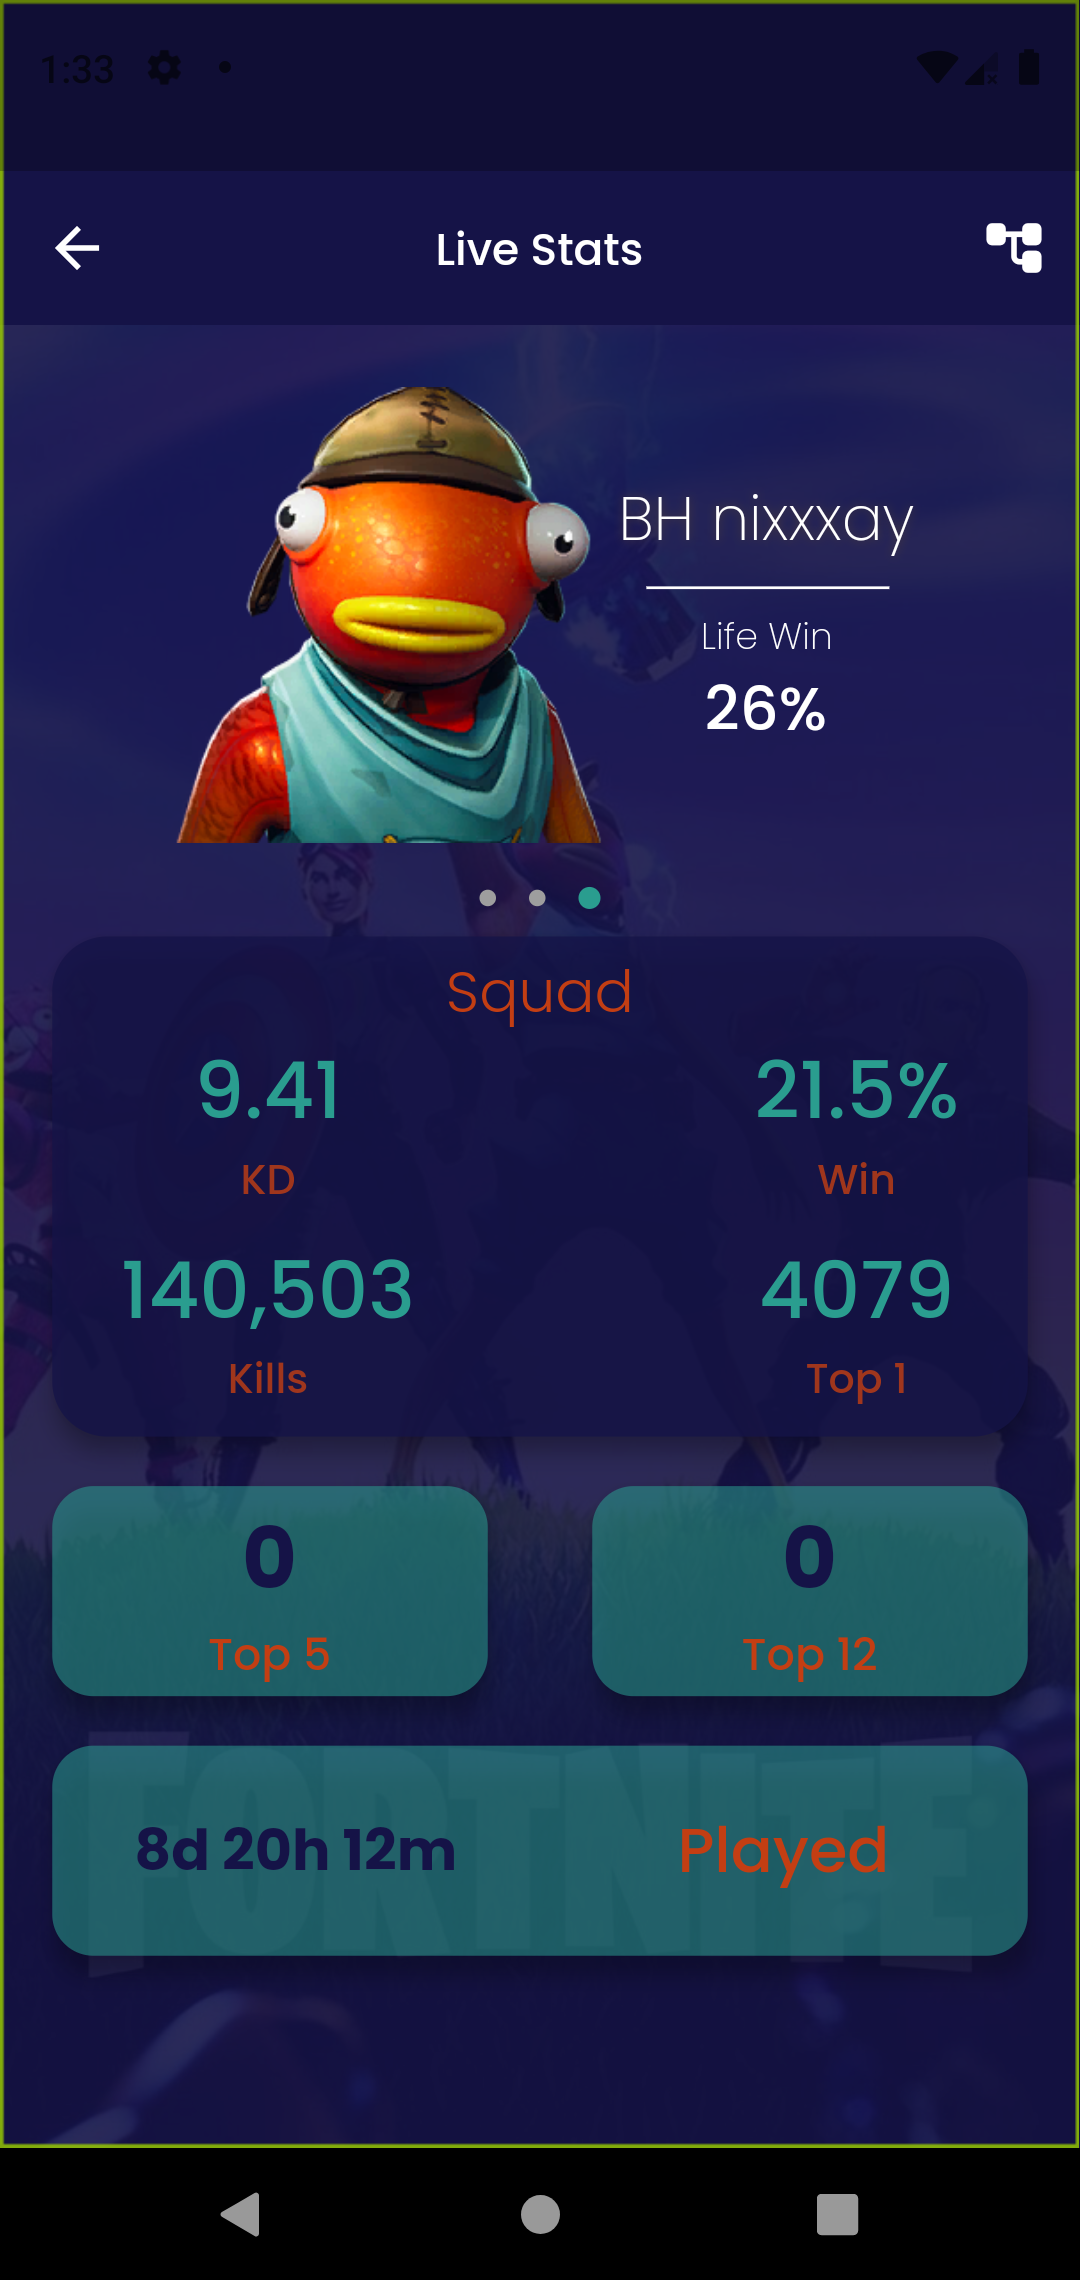 1:33
Live Stats
BH nixxxay
Life Win
26%
Squad
9.41
21.5%
KD
Win
140,503
4079
Kills
Top 1
0
0
Top 5
Top 12
FORTNITE
8d 20h 12m
Played